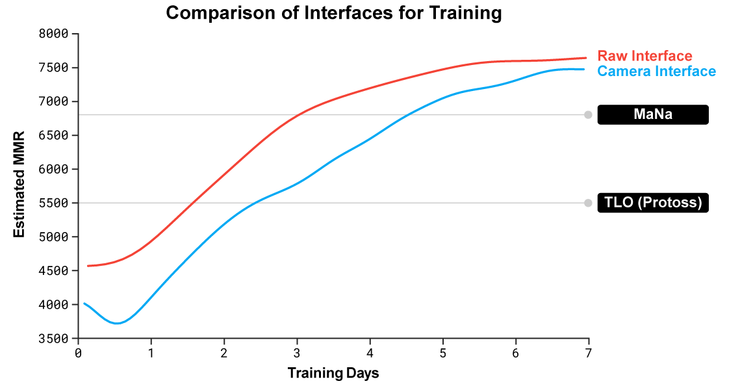 Comparison of Interfaces for Training
8000
7500
7000
6500
6000
5500
5000
4500
4000
3500
Estimated MMR
Raw Interface
Camera Interface
MaNa
TLO (Protoss)
0 1 2 3 4 5 6 7
Training Days